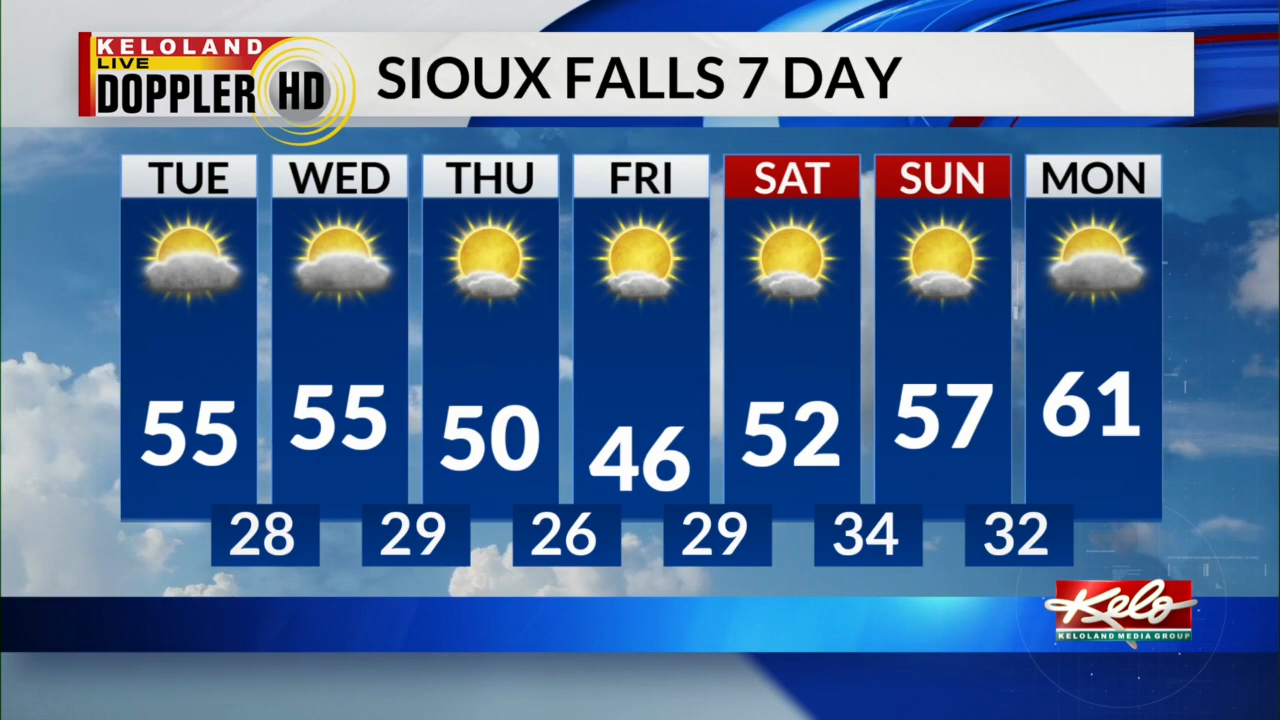 KELOLAND
LIVE
DOPPLER HD
SIOUX FALLS 7 DAY
TUE WED THU FRI SAT SUN MON
55 55 50 46 52 57 61
28 29 26 29 34 32
Kelo
KELOLAND MEDIA GROUP